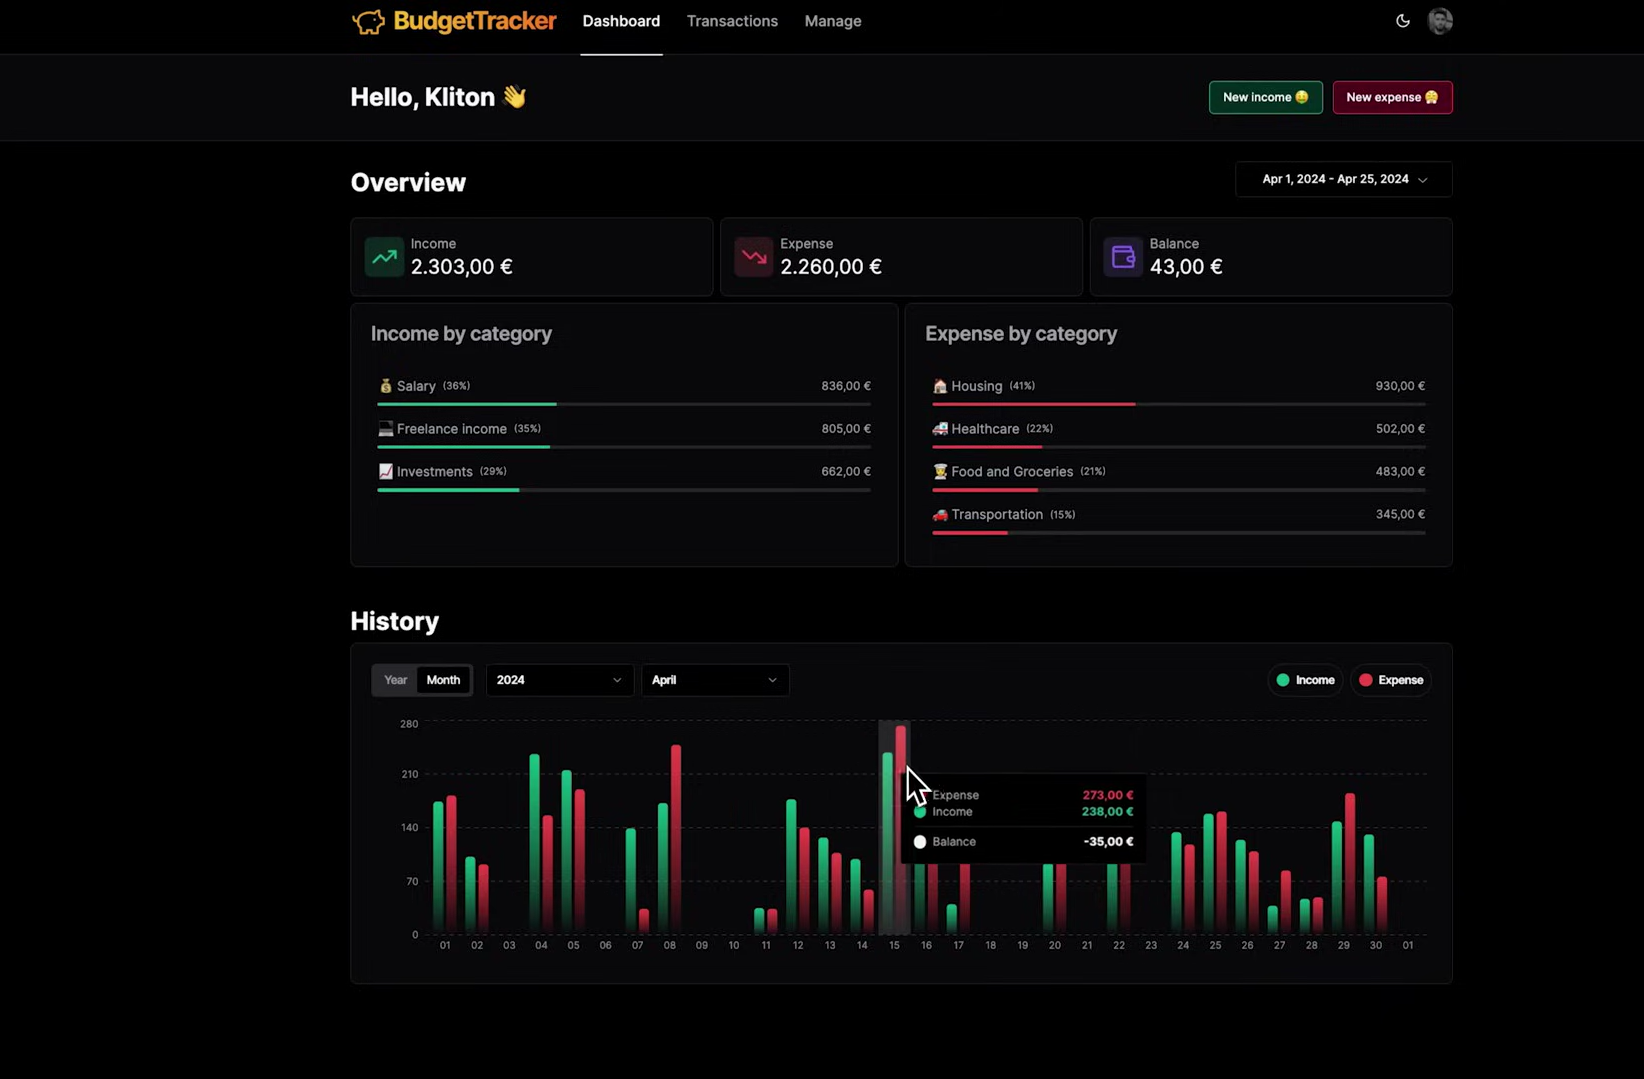 BudgetTracker Dashboard Transactions Manage
Hello, Kliton 👋
New income 🤑 New expense 😤
Overview
Apr 1, 2024 - Apr 25, 2024
Income
2.303,00 €
Expense
2.260,00 €
Balance
43,00 €
Income by category
Salary (36%) 836,00 €
Freelance income (35%) 805,00 €
Investments (29%) 662,00 €
Expense by category
Housing (41%) 930,00 €
Healthcare (22%) 502,00 €
Food and Groceries (21%) 483,00 €
Transportation (15%) 345,00 €
History
Year Month 2024 April Income Expense
280
210
140
70
0
Expense 273,00 €
Income 238,00 €
Balance -35,00 €
01 02 03 04 05 06 07 08 09 10 11 12 13 14 15 16 17 18 19 20 21 22 23 24 25 26 27 28 29 30 01